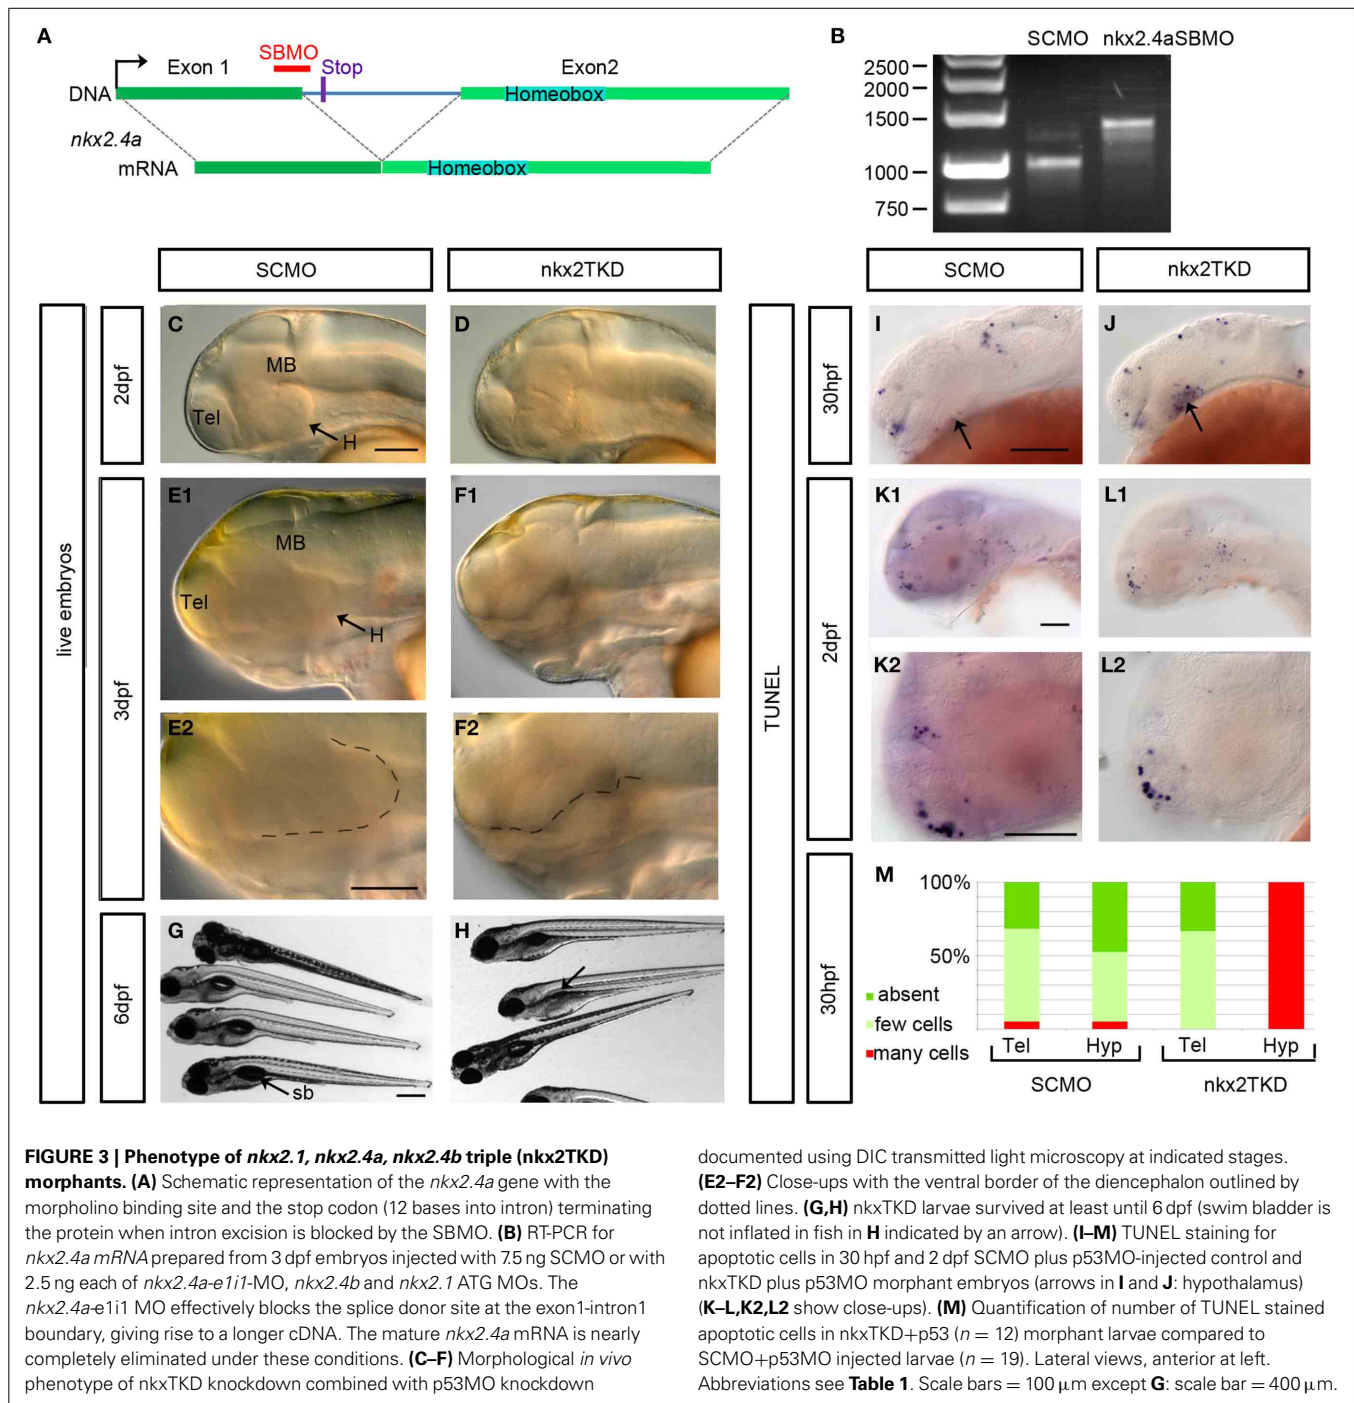 A
SBMO
Stop
Exon 1
Exon2
DNA
Homeobox
nkx2.4a
mRNA
Homeobox
B
SCMO nkx2.4aSBMO
2500
2000
1500
1000
750
SCMO
nkx2TKD
SCMO
nkx2TKD
live embryos
2dpf
C
MB
Tel
H
D
3dpf
E1
MB
Tel
H
F1
E2
F2
6dpf
G
sb
H
TUNEL
30hpf
I
J
2dpf
K1
L1
K2
L2
30hpf
M
100%
50%
absent
few cells
many cells
Tel Hyp Tel Hyp
SCMO nkx2TKD
FIGURE 3 | Phenotype of nkx2.1, nkx2.4a, nkx2.4b triple (nkx2TKD)
morphants. (A) Schematic representation of the nkx2.4a gene with the
morpholino binding site and the stop codon (12 bases into intron) terminating
the protein when intron excision is blocked by the SBMO. (B) RT-PCR for
nkx2.4a mRNA prepared from 3 dpf embryos injected with 7.5 ng SCMO or with
2.5 ng each of nkx2.4a-e1i1-MO, nkx2.4b and nkx2.1 ATG MOs. The
nkx2.4a-e1i1 MO effectively blocks the splice donor site at the exon1-intron1
boundary, giving rise to a longer cDNA. The mature nkx2.4a mRNA is nearly
completely eliminated under these conditions. (C–F) Morphological in vivo
phenotype of nkxTKD knockdown combined with p53MO knockdown
documented using DIC transmitted light microscopy at indicated stages.
(E2–F2) Close-ups with the ventral border of the diencephalon outlined by
dotted lines. (G,H) nkxTKD larvae survived at least until 6 dpf (swim bladder is
not inflated in fish in H indicated by an arrow). (I–M) TUNEL staining for
apoptotic cells in 30 hpf and 2 dpf SCMO plus p53MO-injected control and
nkxTKD plus p53MO morphant embryos (arrows in I and J: hypothalamus)
(K–L,K2,L2 show close-ups). (M) Quantification of number of TUNEL stained
apoptotic cells in nkxTKD+p53 (n = 12) morphant larvae compared to
SCMO+p53MO injected larvae (n = 19). Lateral views, anterior at left.
Abbreviations see Table 1. Scale bars = 100 μm except G: scale bar = 400 μm.